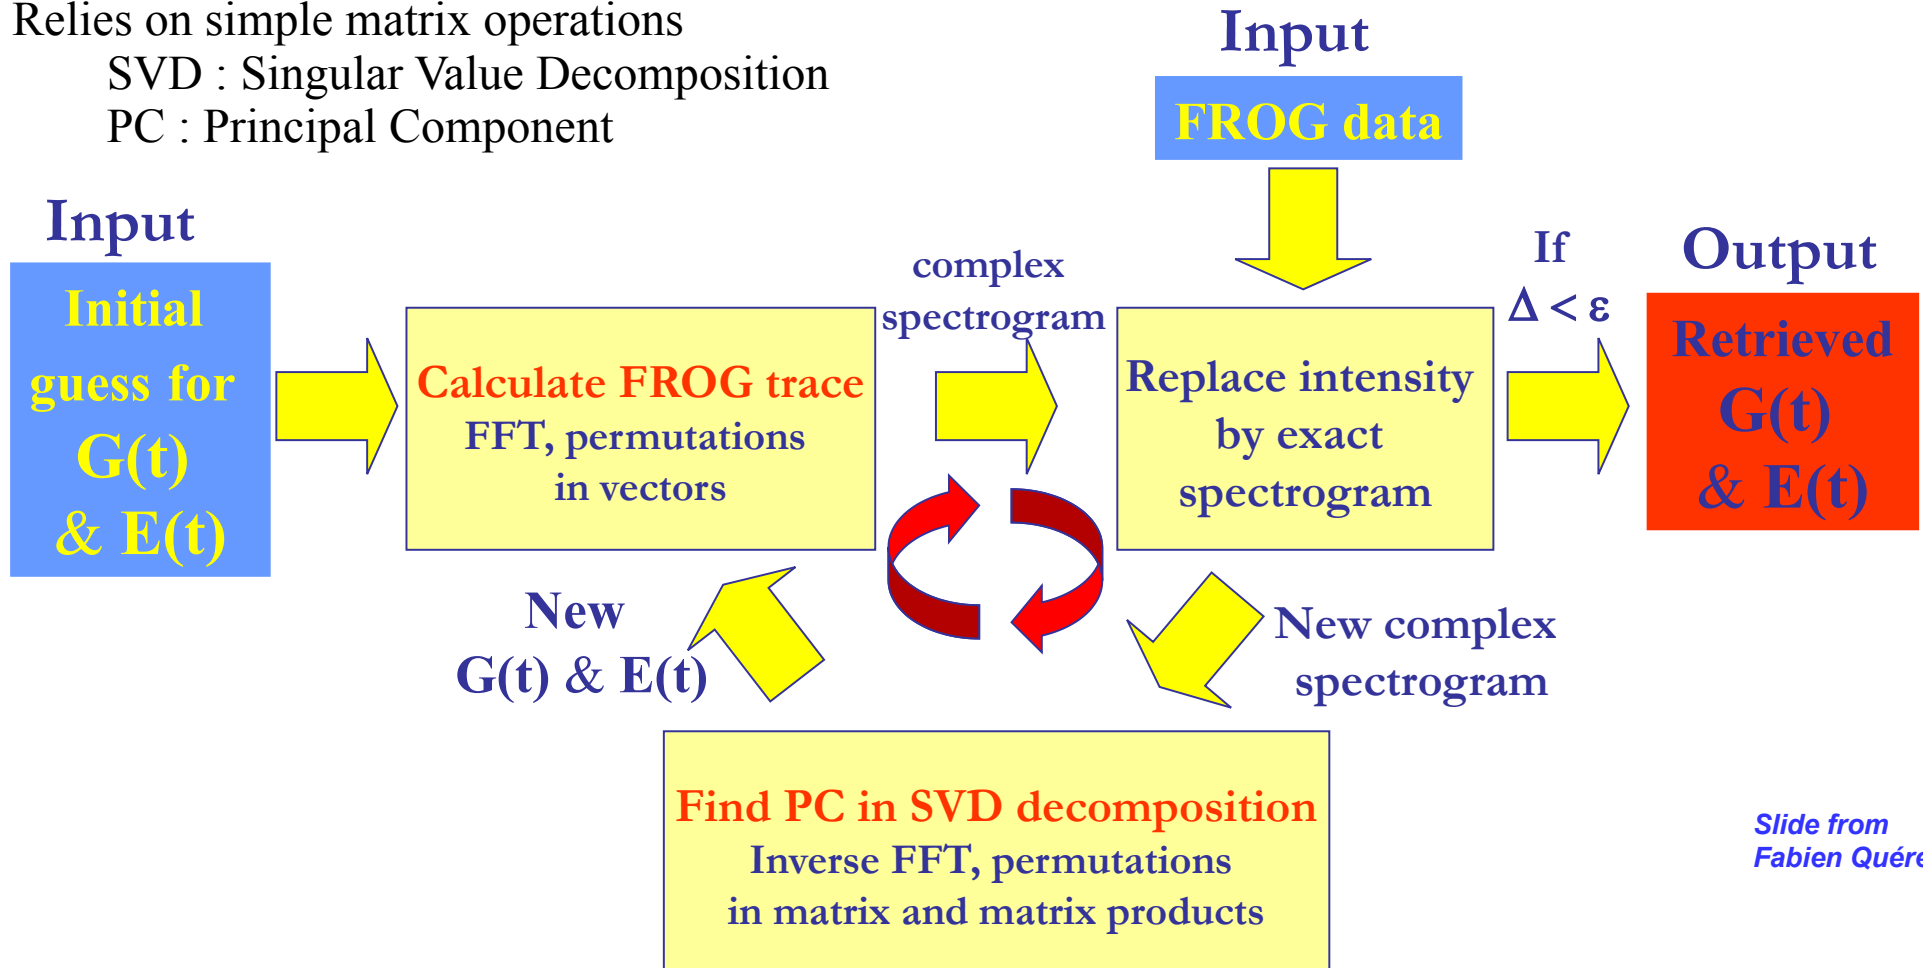 Relies on simple matrix operations
SVD : Singular Value Decomposition
PC : Principal Component
Input
FROG data
Input
Initial
guess for
G(t)
& E(t)
Calculate FROG trace
FFT, permutations
in vectors
complex
spectrogram
Replace intensity
by exact
spectrogram
If
Δ < ε
Output
Retrieved
G(t)
& E(t)
New
G(t) & E(t)
New complex
spectrogram
Find PC in SVD decomposition
Inverse FFT, permutations
in matrix and matrix products
Slide from
Fabien Quéré